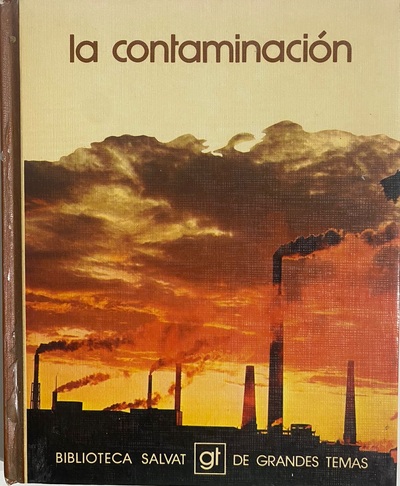 la contaminación
BIBLIOTECA SALVAT gt DE GRANDES TEMAS